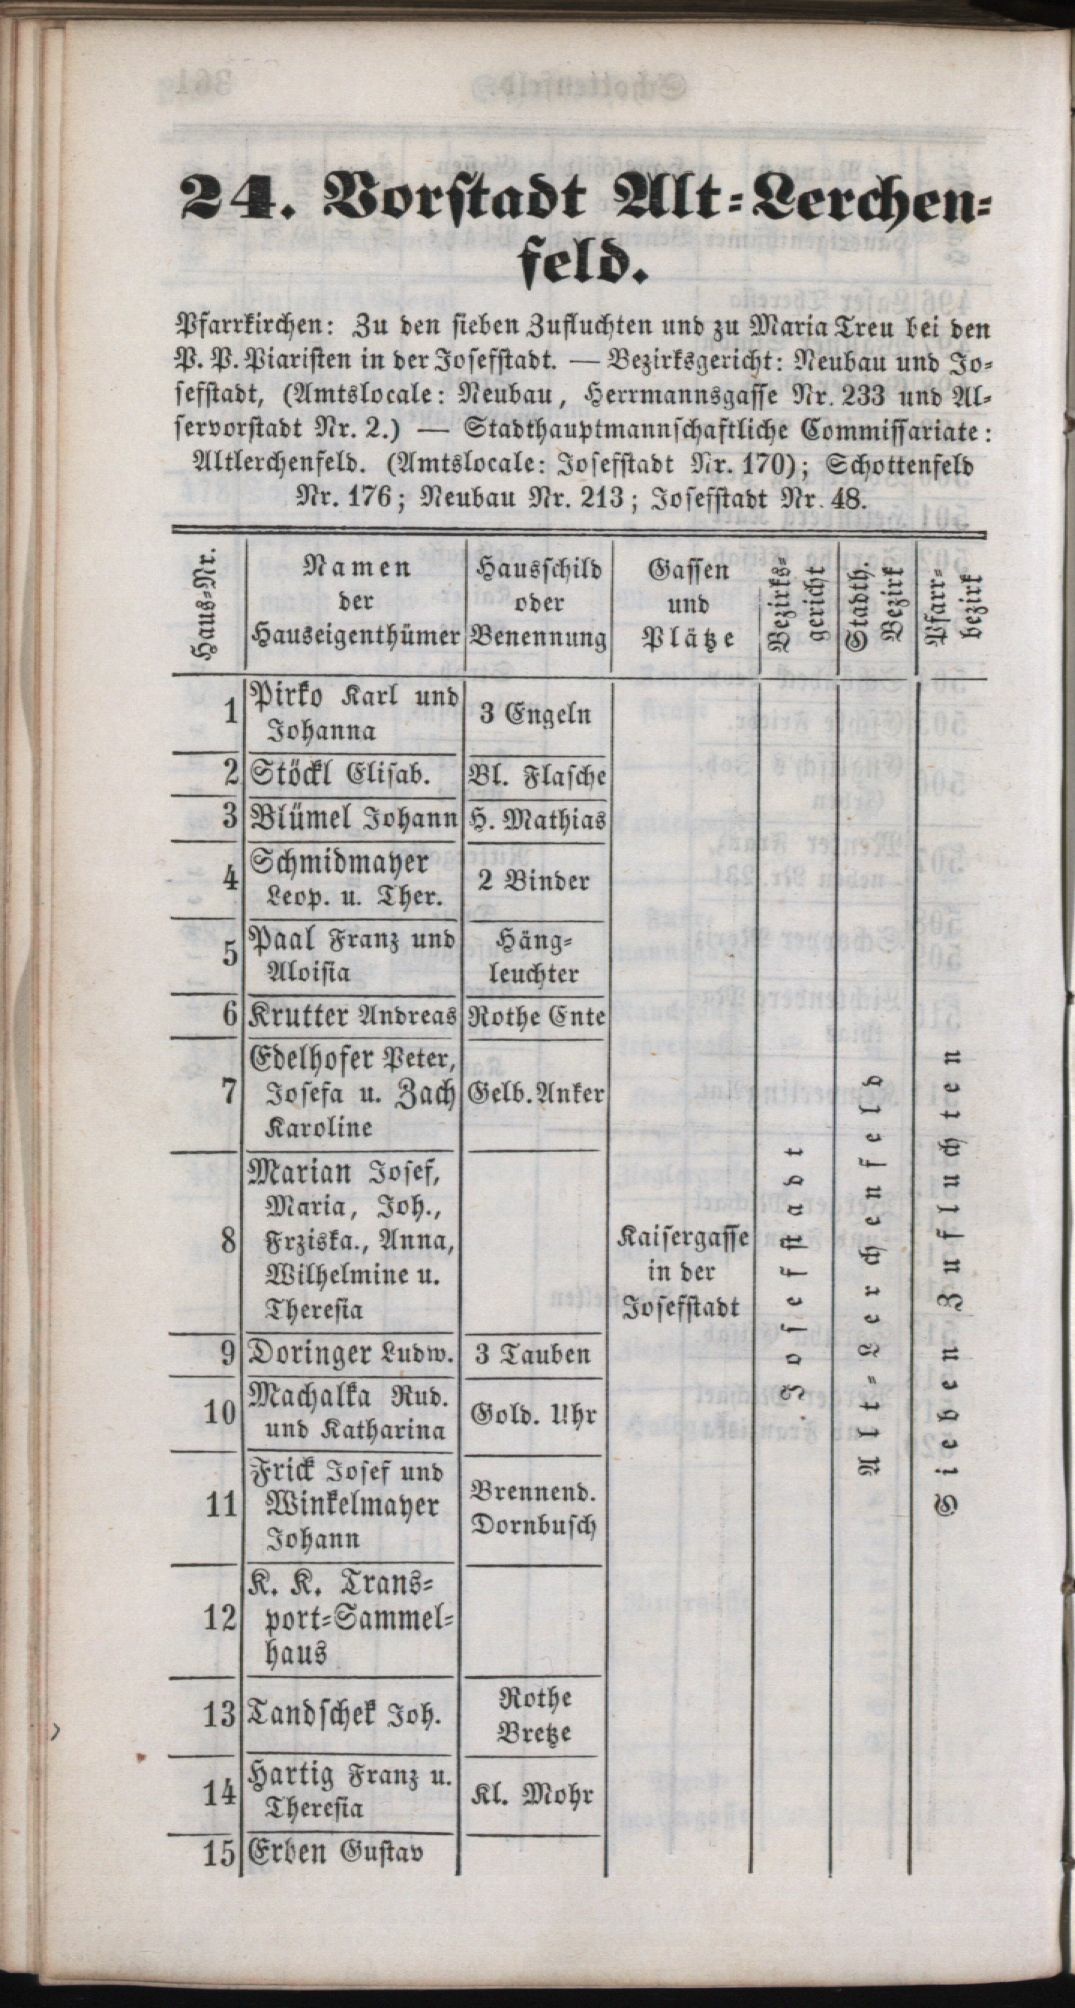 24. Vorstadt Alt-Lerchen-
feld.
Pfarrkirchen: Zu den sieben Zufluchten und zu Maria Treu bei den
P. P. Piaristen in der Josefstadt. — Bezirksgericht: Neubau und Jo-
sefstadt, (Amtslocale: Neubau, Herrmannsgasse Nr. 233 und Al-
servorstadt Nr. 2.) — Stadthauptmannschaftliche Commissariate:
Altlerchenfeld. (Amtslocale: Josefstadt Nr. 170); Schottenfeld
Nr. 176; Neubau Nr. 213; Josefstadt Nr. 48.
Haus-Nr.
Namen
der
Hauseigenthümer
Hausschild
oder
Benennung
Gassen
und
Plätze
Bezirks-
gericht
Stadth.
Bezirk
Pfarr-
bezirk
1 Pirko Karl und
Johanna
3 Engeln
2 Stöckl Elisab. Bl. Flasche
3 Blümel Johann H. Mathias
4 Schmidmayer
Leop. u. Ther.
2 Binder
5 Paal Franz und
Aloisia
Häng-
leuchter
6 Krutter Andreas Rothe Ente
7 Edelhofer Peter,
Josefa u. Zach
Karoline
Gelb. Anker
8 Marian Josef,
Maria, Joh.,
Frziska., Anna,
Wilhelmine u.
Theresia
9 Doringer Ludw. 3 Tauben
10 Machalka Rud.
und Katharina
Gold. Uhr
11 Frick Josef und
Winkelmayer
Johann
Brennend.
Dornbusch
12 K. K. Trans-
port-Sammel-
haus
13 Tandschek Joh.
Rothe
Bretze
14 Hartig Franz u.
Theresia
Kl. Mohr
15 Erben Gustav
Kaisergasse
in der
Josefstadt
Josefstadt
Alt-Lerchenfeld
Siegen Zufluchten